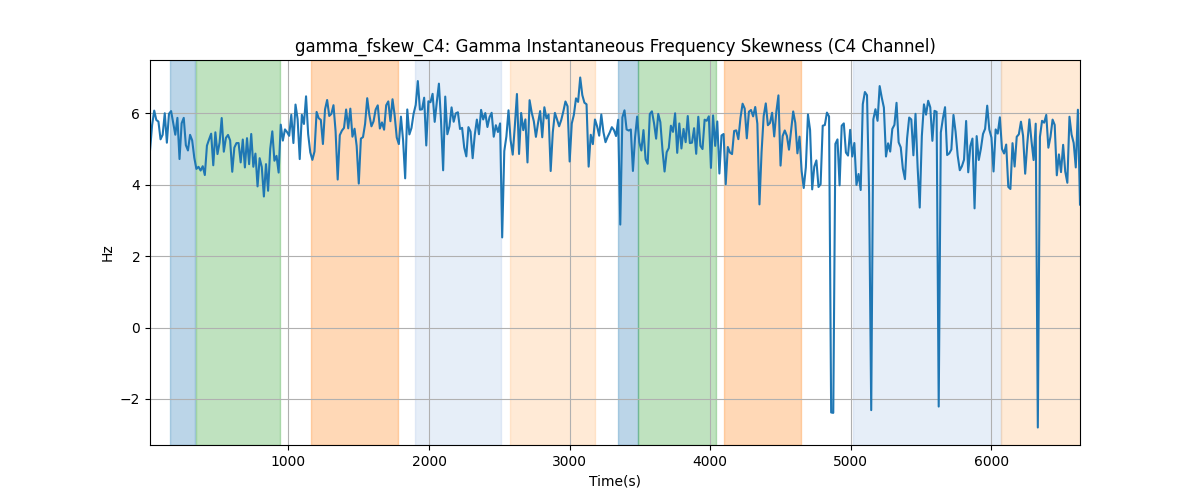 gamma_fskew_C4: Gamma Instantaneous Frequency Skewness (C4 Channel)
6
4
2
0
−2
Hz
1000 2000 3000 4000 5000 6000
Time(s)